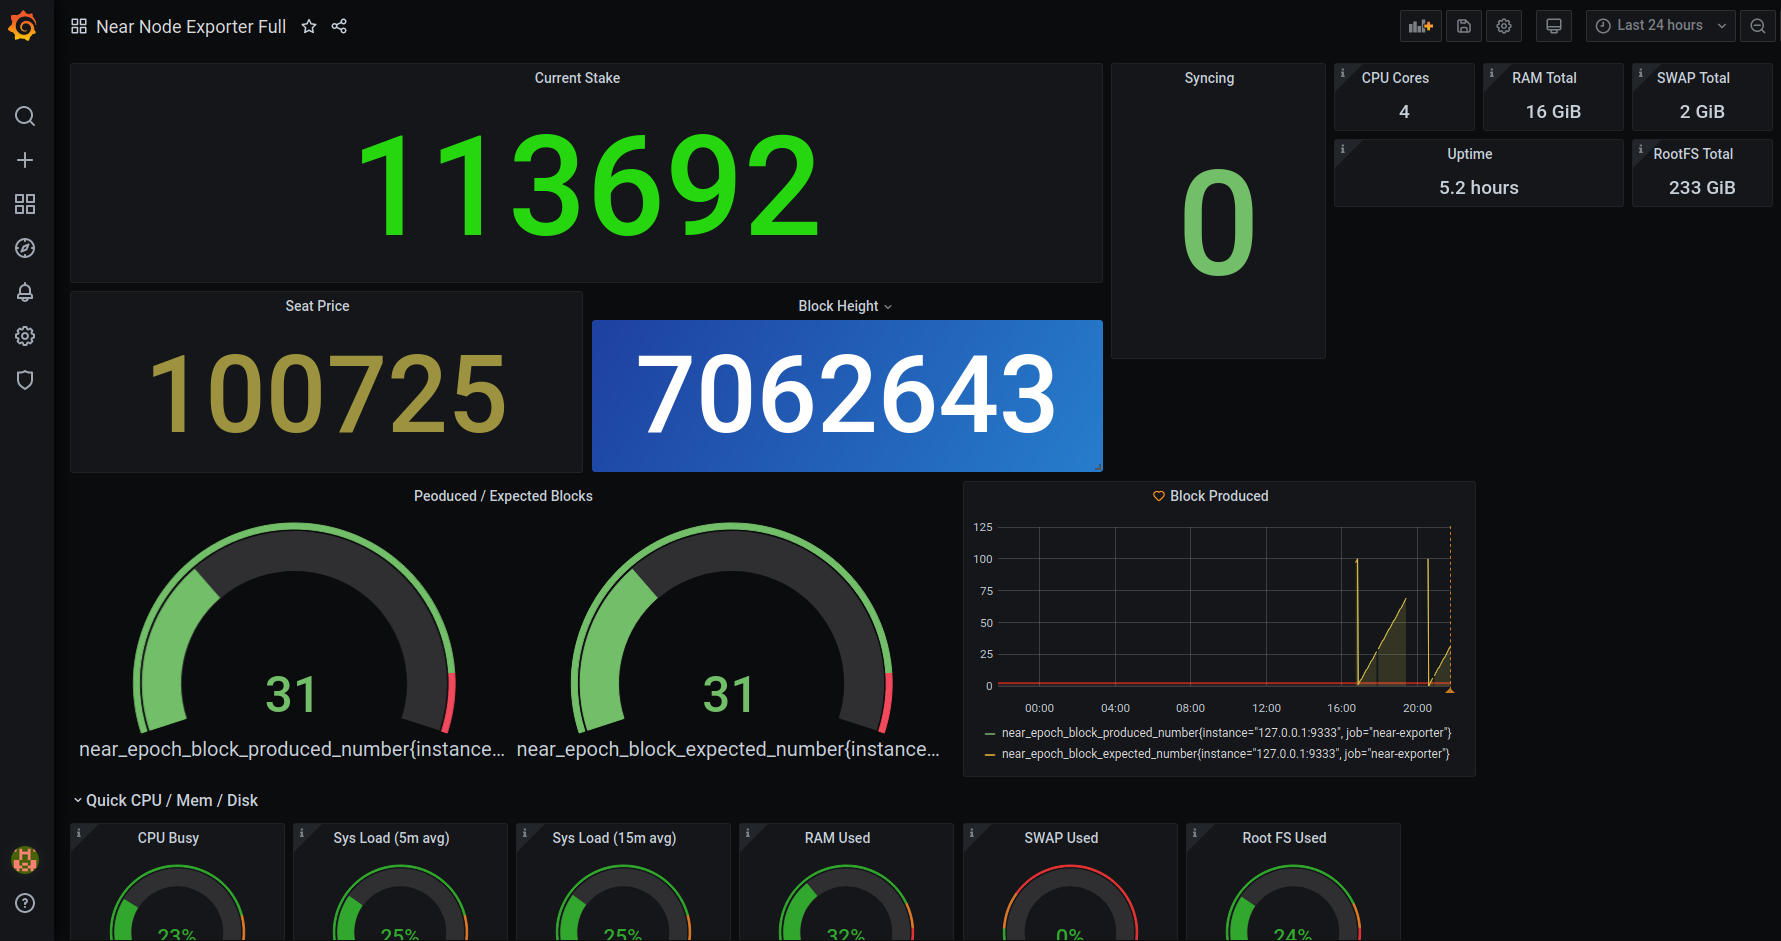 Near Node Exporter Full
Last 24 hours
Current Stake
113692
Syncing
0
CPU Cores
4
RAM Total
16 GiB
SWAP Total
2 GiB
Uptime
5.2 hours
RootFS Total
233 GiB
Seat Price
100725
Block Height
7062643
Peoduced / Expected Blocks
31
near_epoch_block_produced_number{instance...
31
near_epoch_block_expected_number{instance...
Block Produced
125
100
75
50
25
0
00:00 04:00 08:00 12:00 16:00 20:00
near_epoch_block_produced_number{instance="127.0.0.1:9333", job="near-exporter"}
near_epoch_block_expected_number{instance="127.0.0.1:9333", job="near-exporter"}
Quick CPU / Mem / Disk
CPU Busy
23%
Sys Load (5m avg)
25%
Sys Load (15m avg)
25%
RAM Used
32%
SWAP Used
0%
Root FS Used
24%